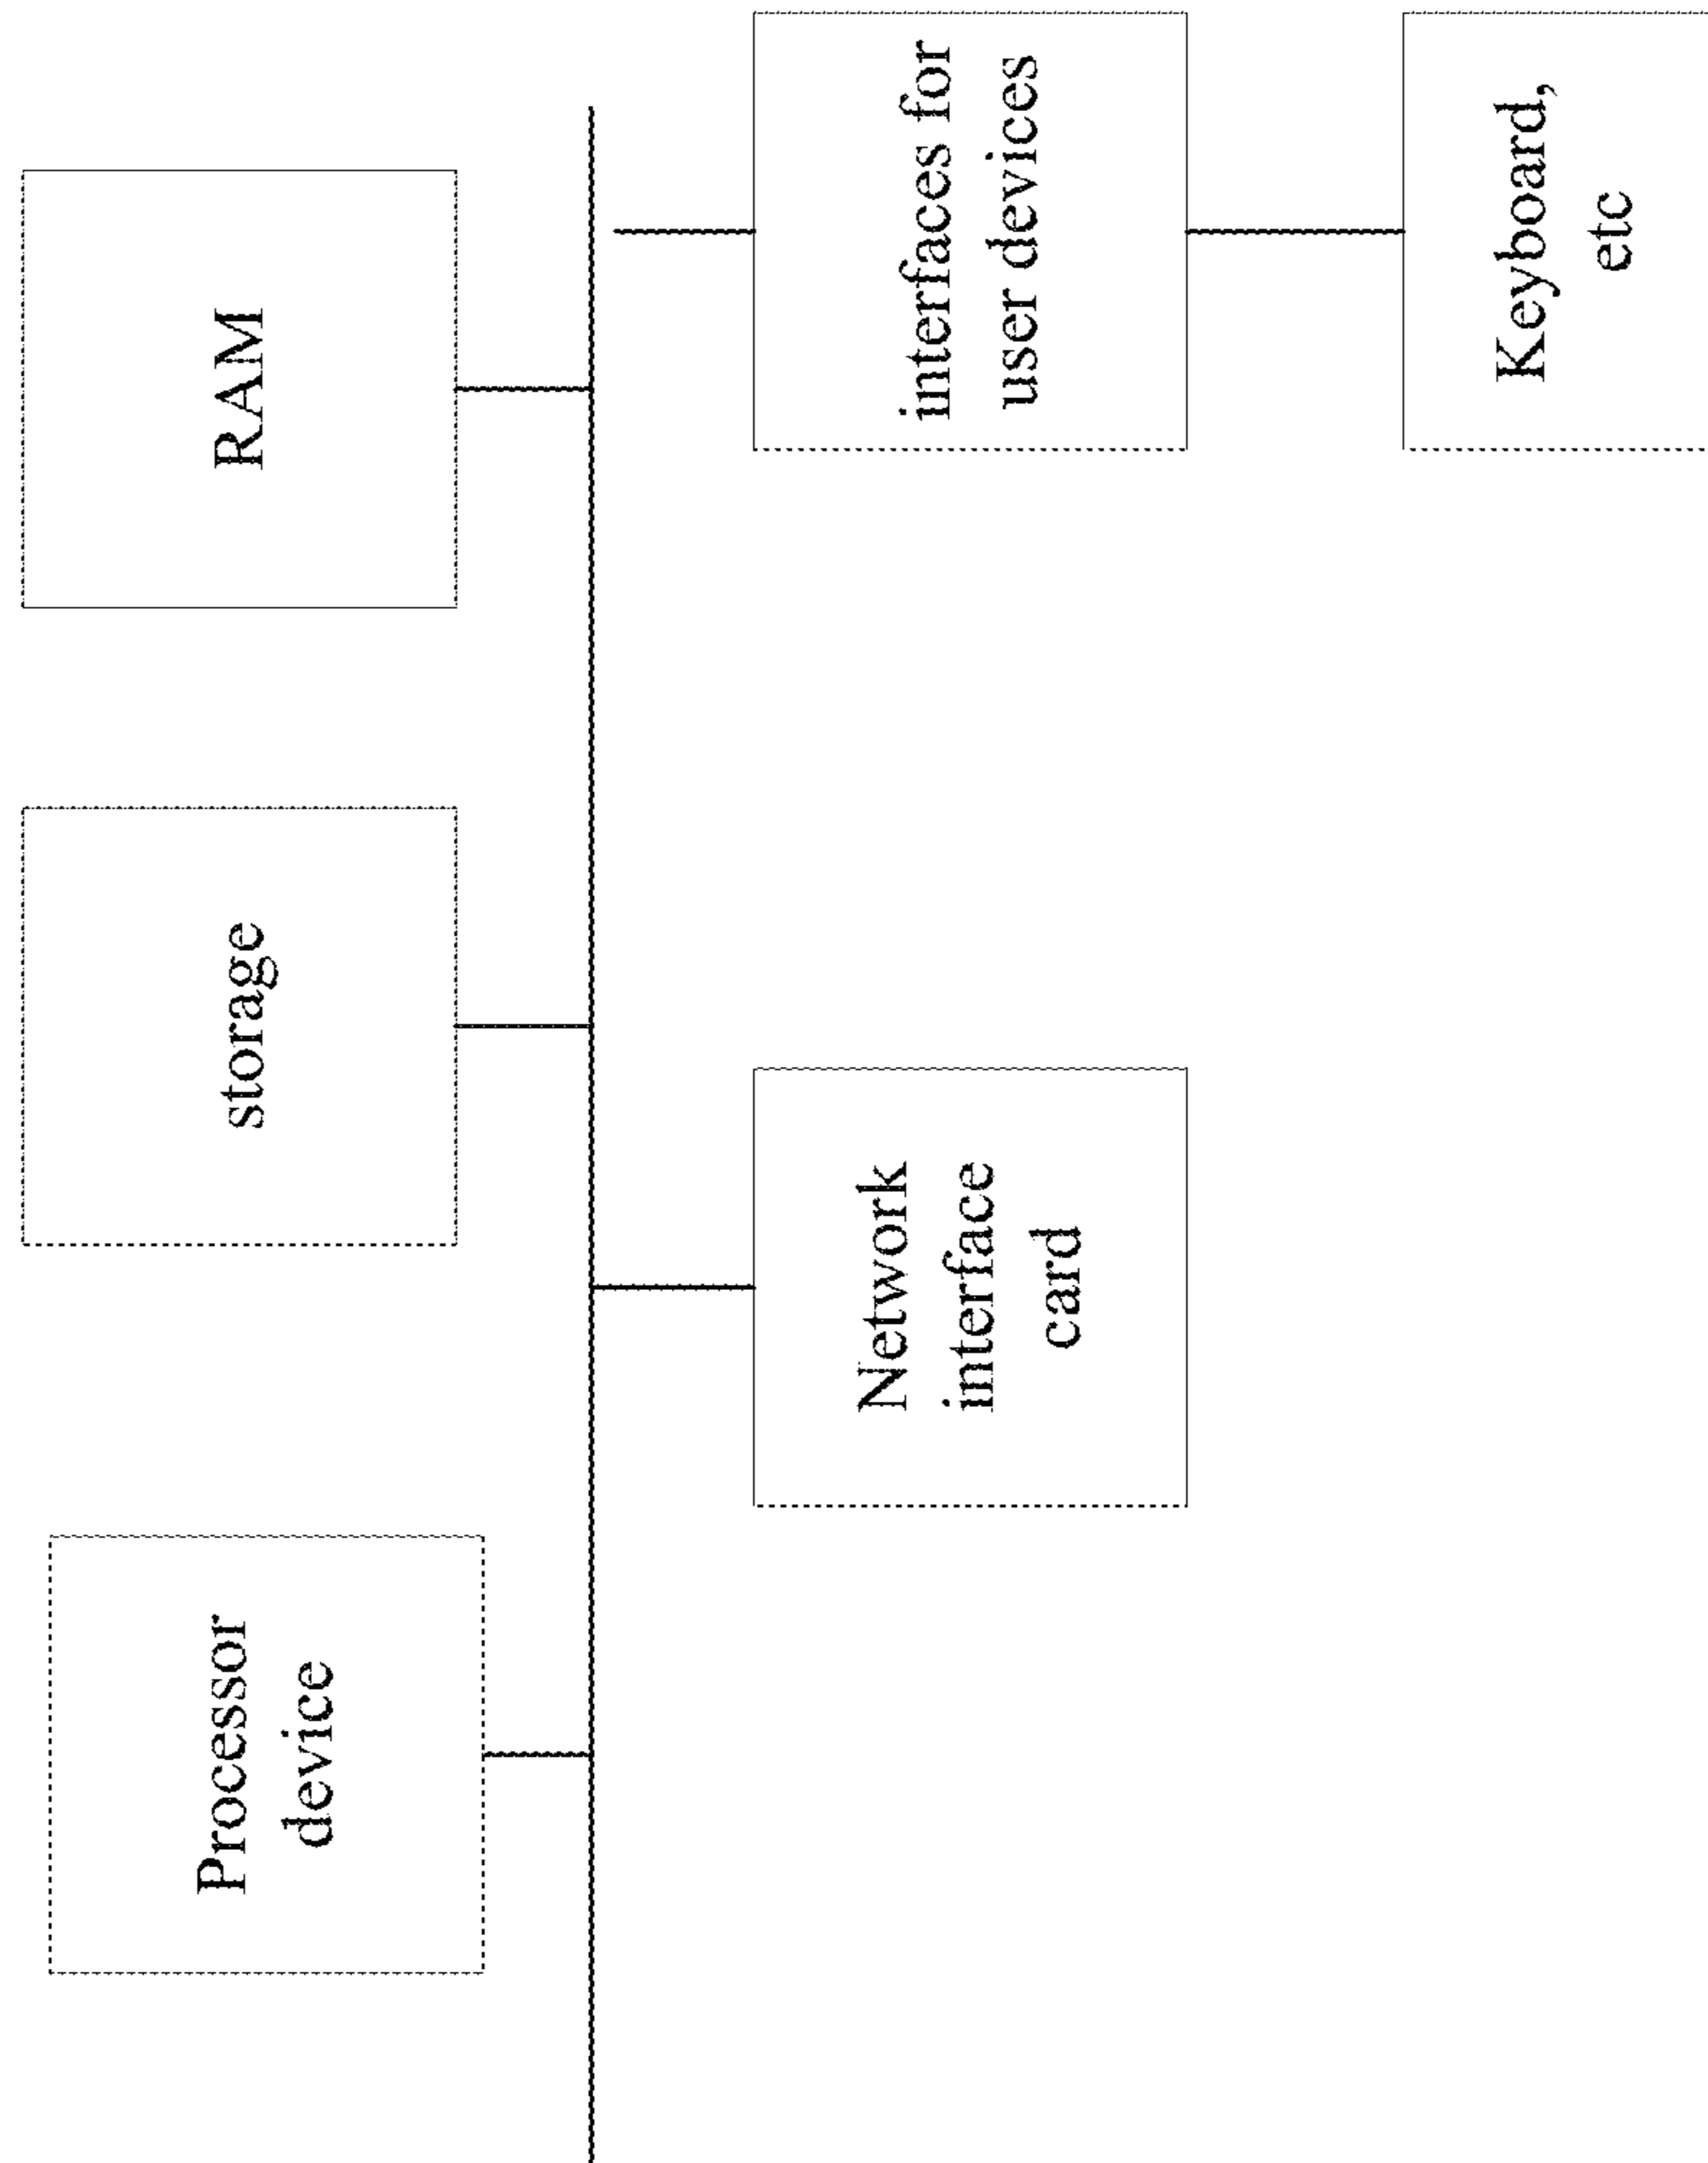 Processor
device
storage
RAM
Network
interface
card
interfaces for
user devices
Keyboard,
etc